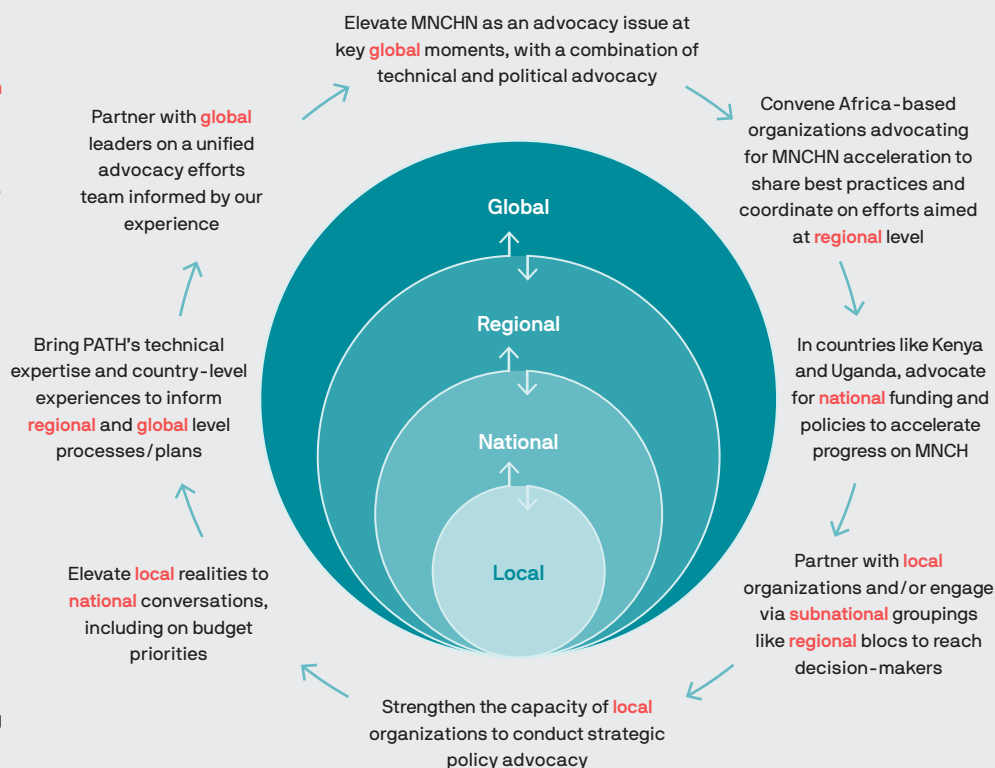 Elevate MNCHN as an advocacy issue at
key global moments, with a combination of
technical and political advocacy
Convene Africa-based
organizations advocating
for MNCHN acceleration to
share best practices and
coordinate on efforts aimed
at regional level
In countries like Kenya
and Uganda, advocate
for national funding and
policies to accelerate
progress on MNCH
Partner with local
organizations and/or engage
via subnational groupings
like regional blocs to reach
decision-makers
Strengthen the capacity of local
organizations to conduct strategic
policy advocacy
Elevate local realities to
national conversations,
including on budget
priorities
Bring PATH's technical
expertise and country-level
experiences to inform
regional and global level
processes/plans
Partner with global
leaders on a unified
advocacy efforts
team informed by our
experience
Global
Regional
National
Local